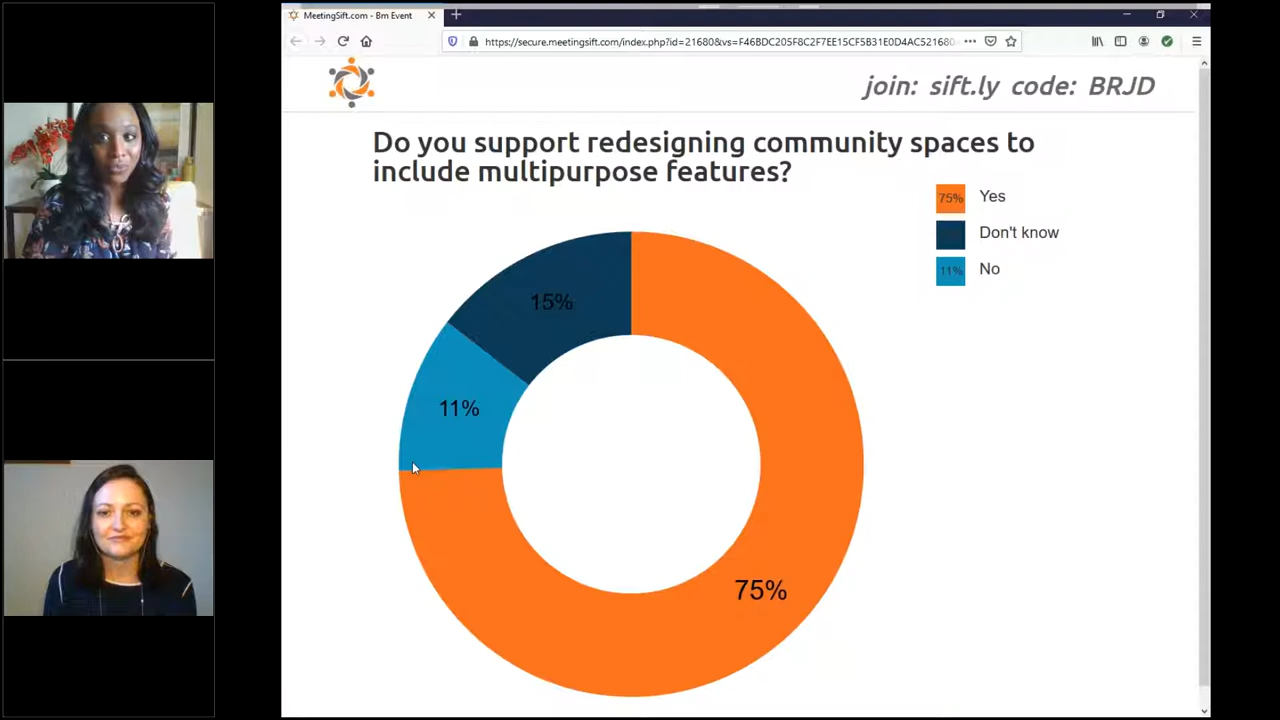 MeetingSift.com - Bm Event
https://secure.meetingsift.com/index.php?id=21680&vs=F46BDC205F8C2F7EE15CF5B31E0D4AC521680
join: sift.ly code: BRJD
Do you support redesigning community spaces to
include multipurpose features?
75% Yes
Don't know
11% No
15%
11%
75%